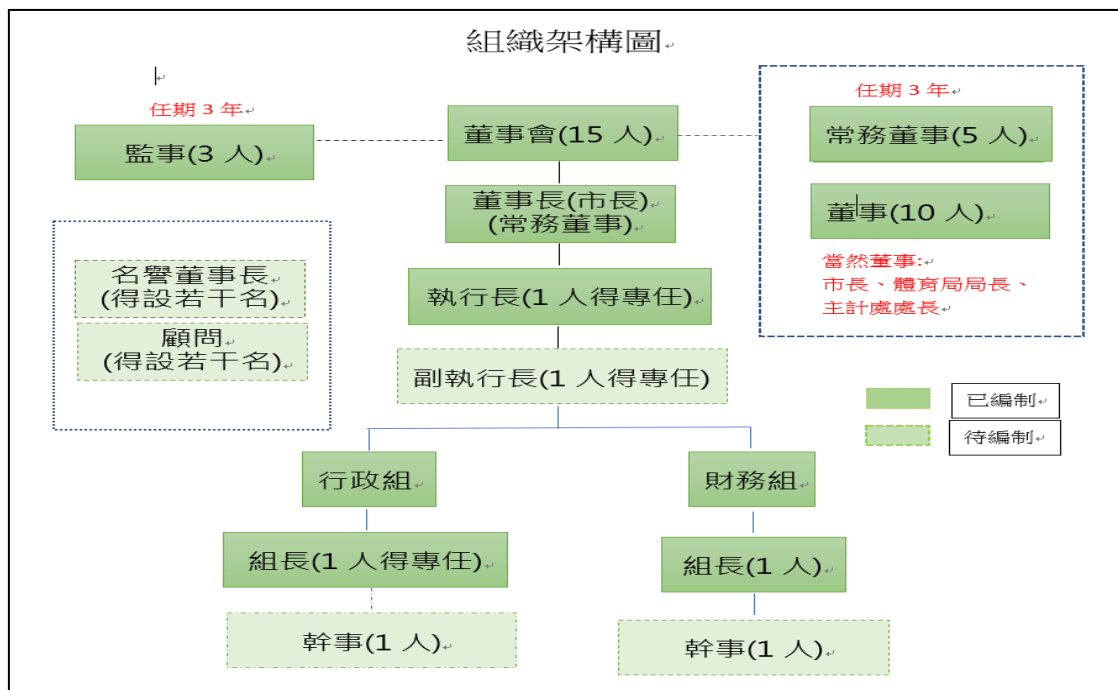 組織架構圖
任期 3 年
監事(3 人)
董事會(15 人)
任期 3 年
常務董事(5 人)
董事(10 人)
當然董事:
市長、體育局局長、
主計處處長
董事長(市長)
(常務董事)
名譽董事長
(得設若干名)
顧問
(得設若干名)
執行長(1 人得專任)
副執行長(1 人得專任)
已編制
待編制
行政組
財務組
組長(1 人得專任)
組長(1 人)
幹事(1 人)
幹事(1 人)